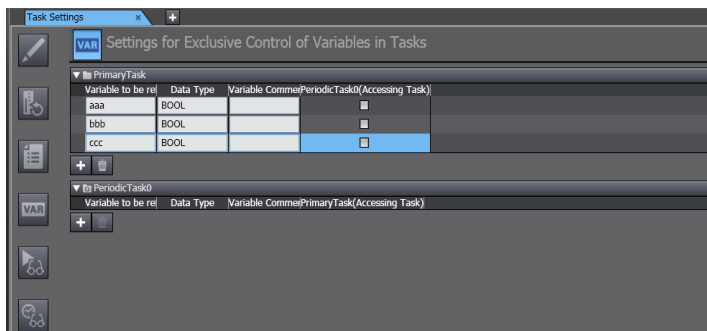 Task Settings
VAR Settings for Exclusive Control of Variables in Tasks
PrimaryTask
Variable to be re Data Type Variable Comme PeriodicTask0(Accessing Task)
aaa BOOL
bbb BOOL
ccc BOOL
PeriodicTask0
Variable to be re Data Type Variable Comme PrimaryTask(Accessing Task)
VAR